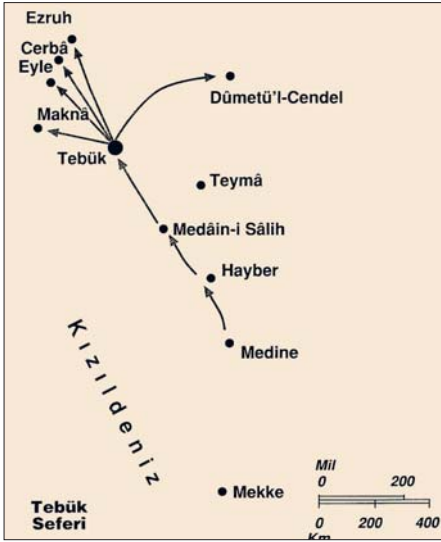 Ezruh
Cerbâ
Eyle
Dûmetü'l-Cendel
Maknâ
Tebük
Teymâ
Medâin-i Sâlih
Hayber
Medine
Kızıldeniz
Mekke
Mil
0 200
0 200 400
Km
Tebük
Seferi